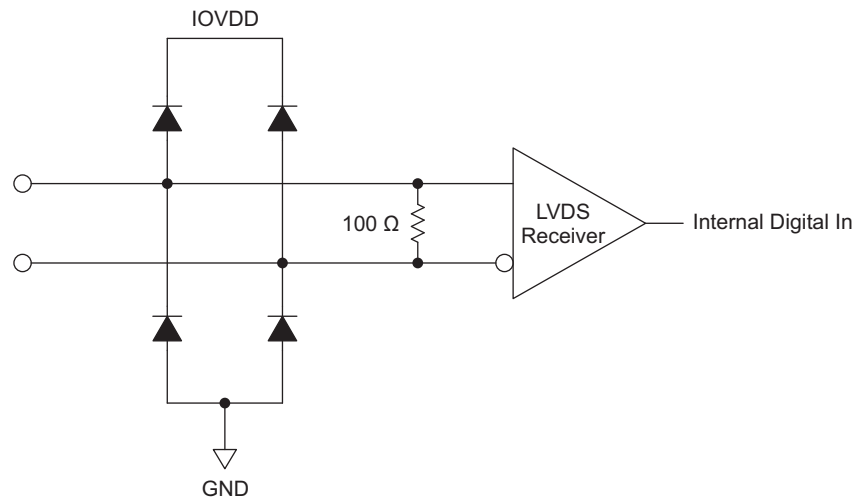 IOVDD
100 Ω
LVDS
Receiver
Internal Digital In
GND